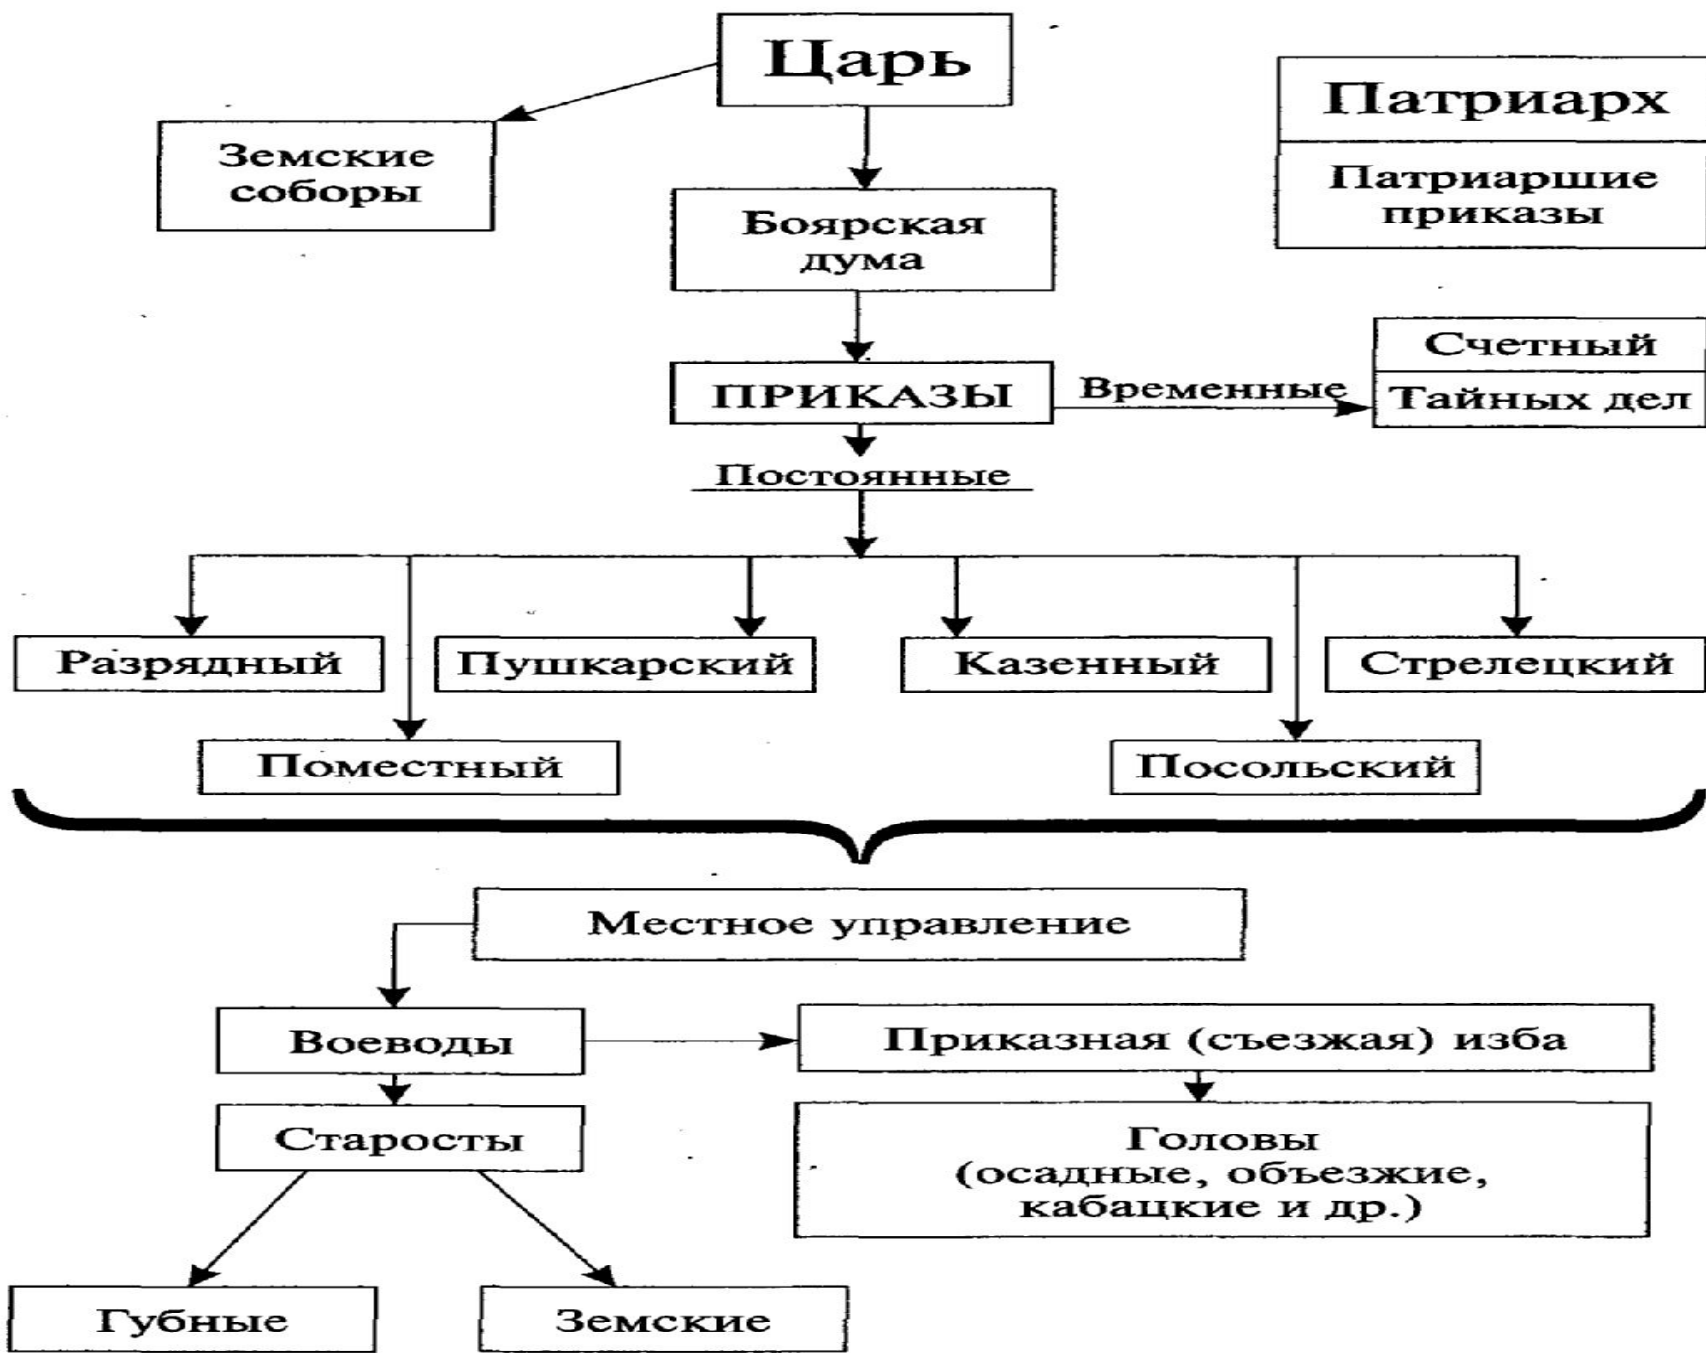 Царь
Патриарх
Земские
соборы
Патриаршие
приказы
Боярская
дума
Счетный
ПРИКАЗЫ
Временные
Тайных дел
Постоянные
Разрядный
Пушкарский
Казенный
Стрелецкий
Поместный
Посольский
Местное управление
Воеводы
Приказная (съезжая) изба
Старосты
Головы
(осадные, объезжие,
кабацкие и др.)
Губные
Земские